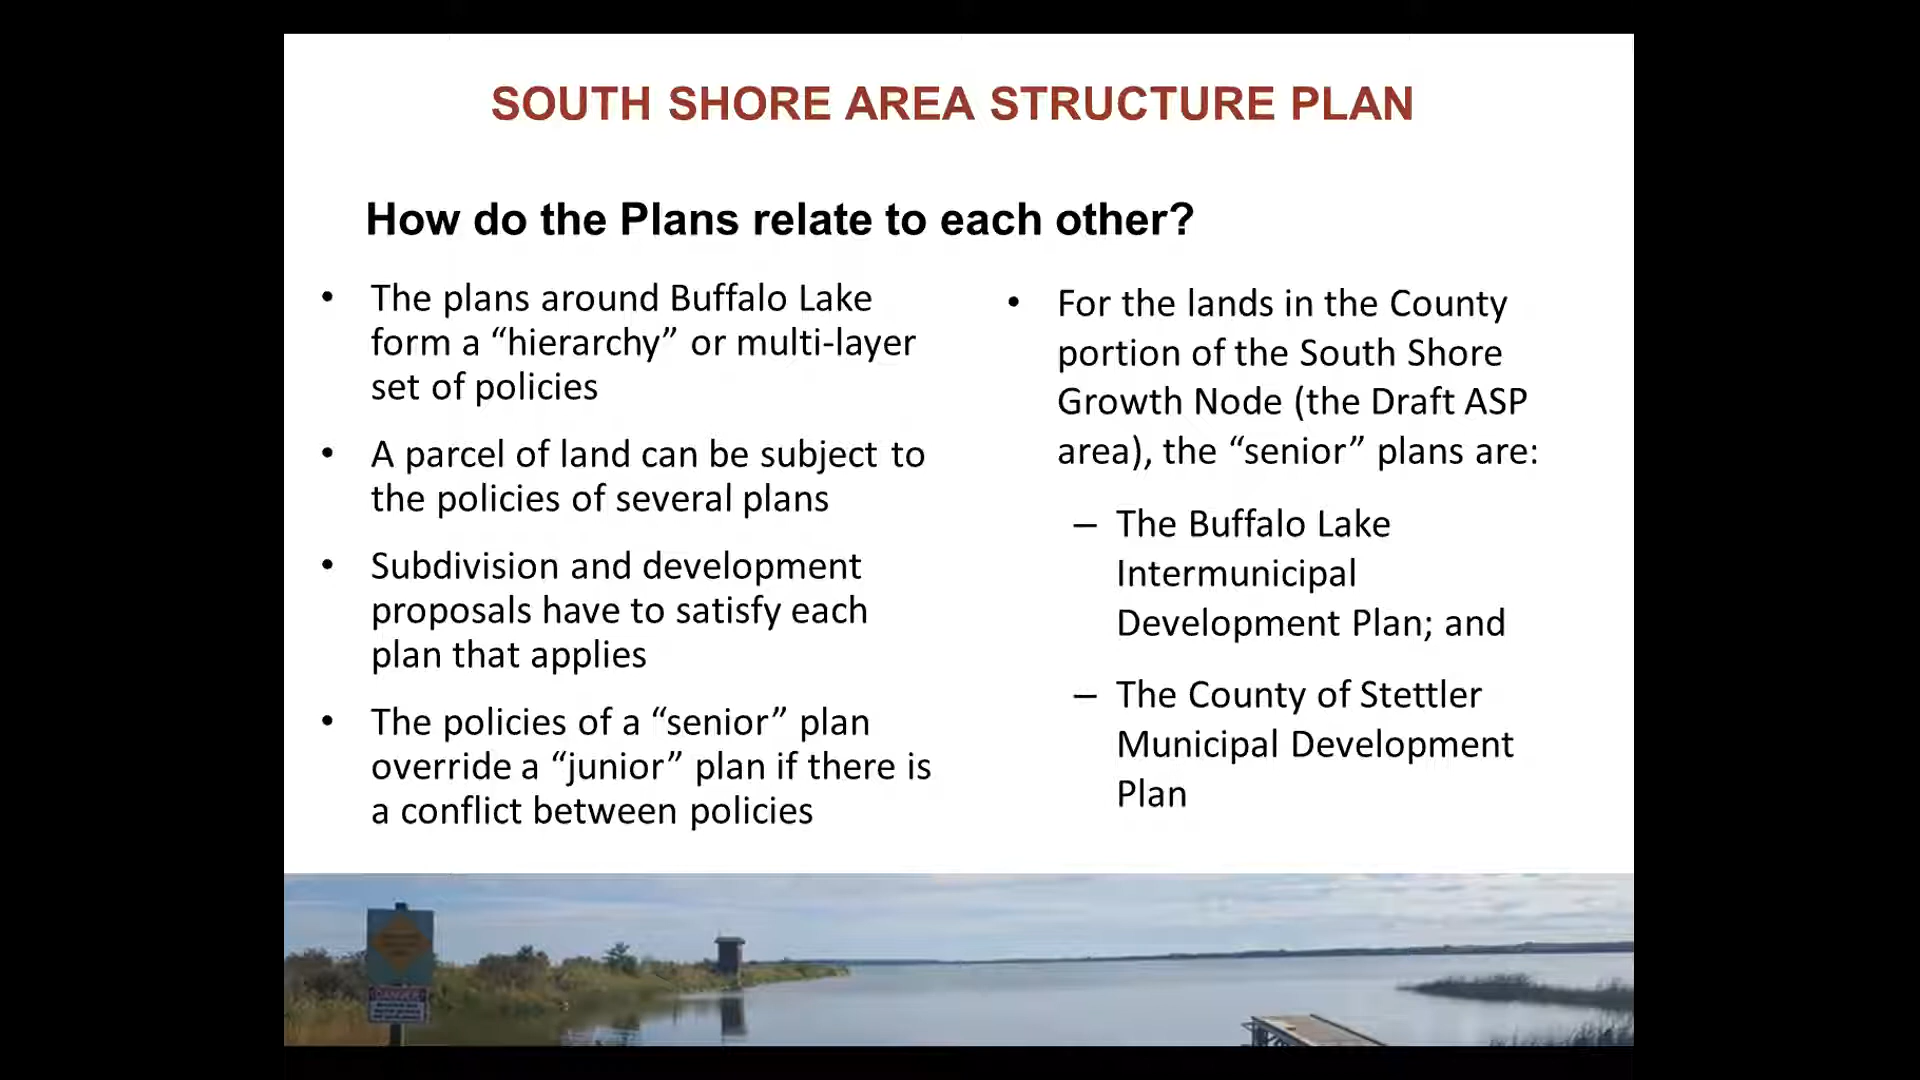 SOUTH SHORE AREA STRUCTURE PLAN
How do the Plans relate to each other?
• The plans around Buffalo Lake
form a “hierarchy” or multi-layer
set of policies
• A parcel of land can be subject to
the policies of several plans
• Subdivision and development
proposals have to satisfy each
plan that applies
• The policies of a “senior” plan
override a “junior” plan if there is
a conflict between policies
• For the lands in the County
portion of the South Shore
Growth Node (the Draft ASP
area), the “senior” plans are:
– The Buffalo Lake
Intermunicipal
Development Plan; and
– The County of Stettler
Municipal Development
Plan
DANGER